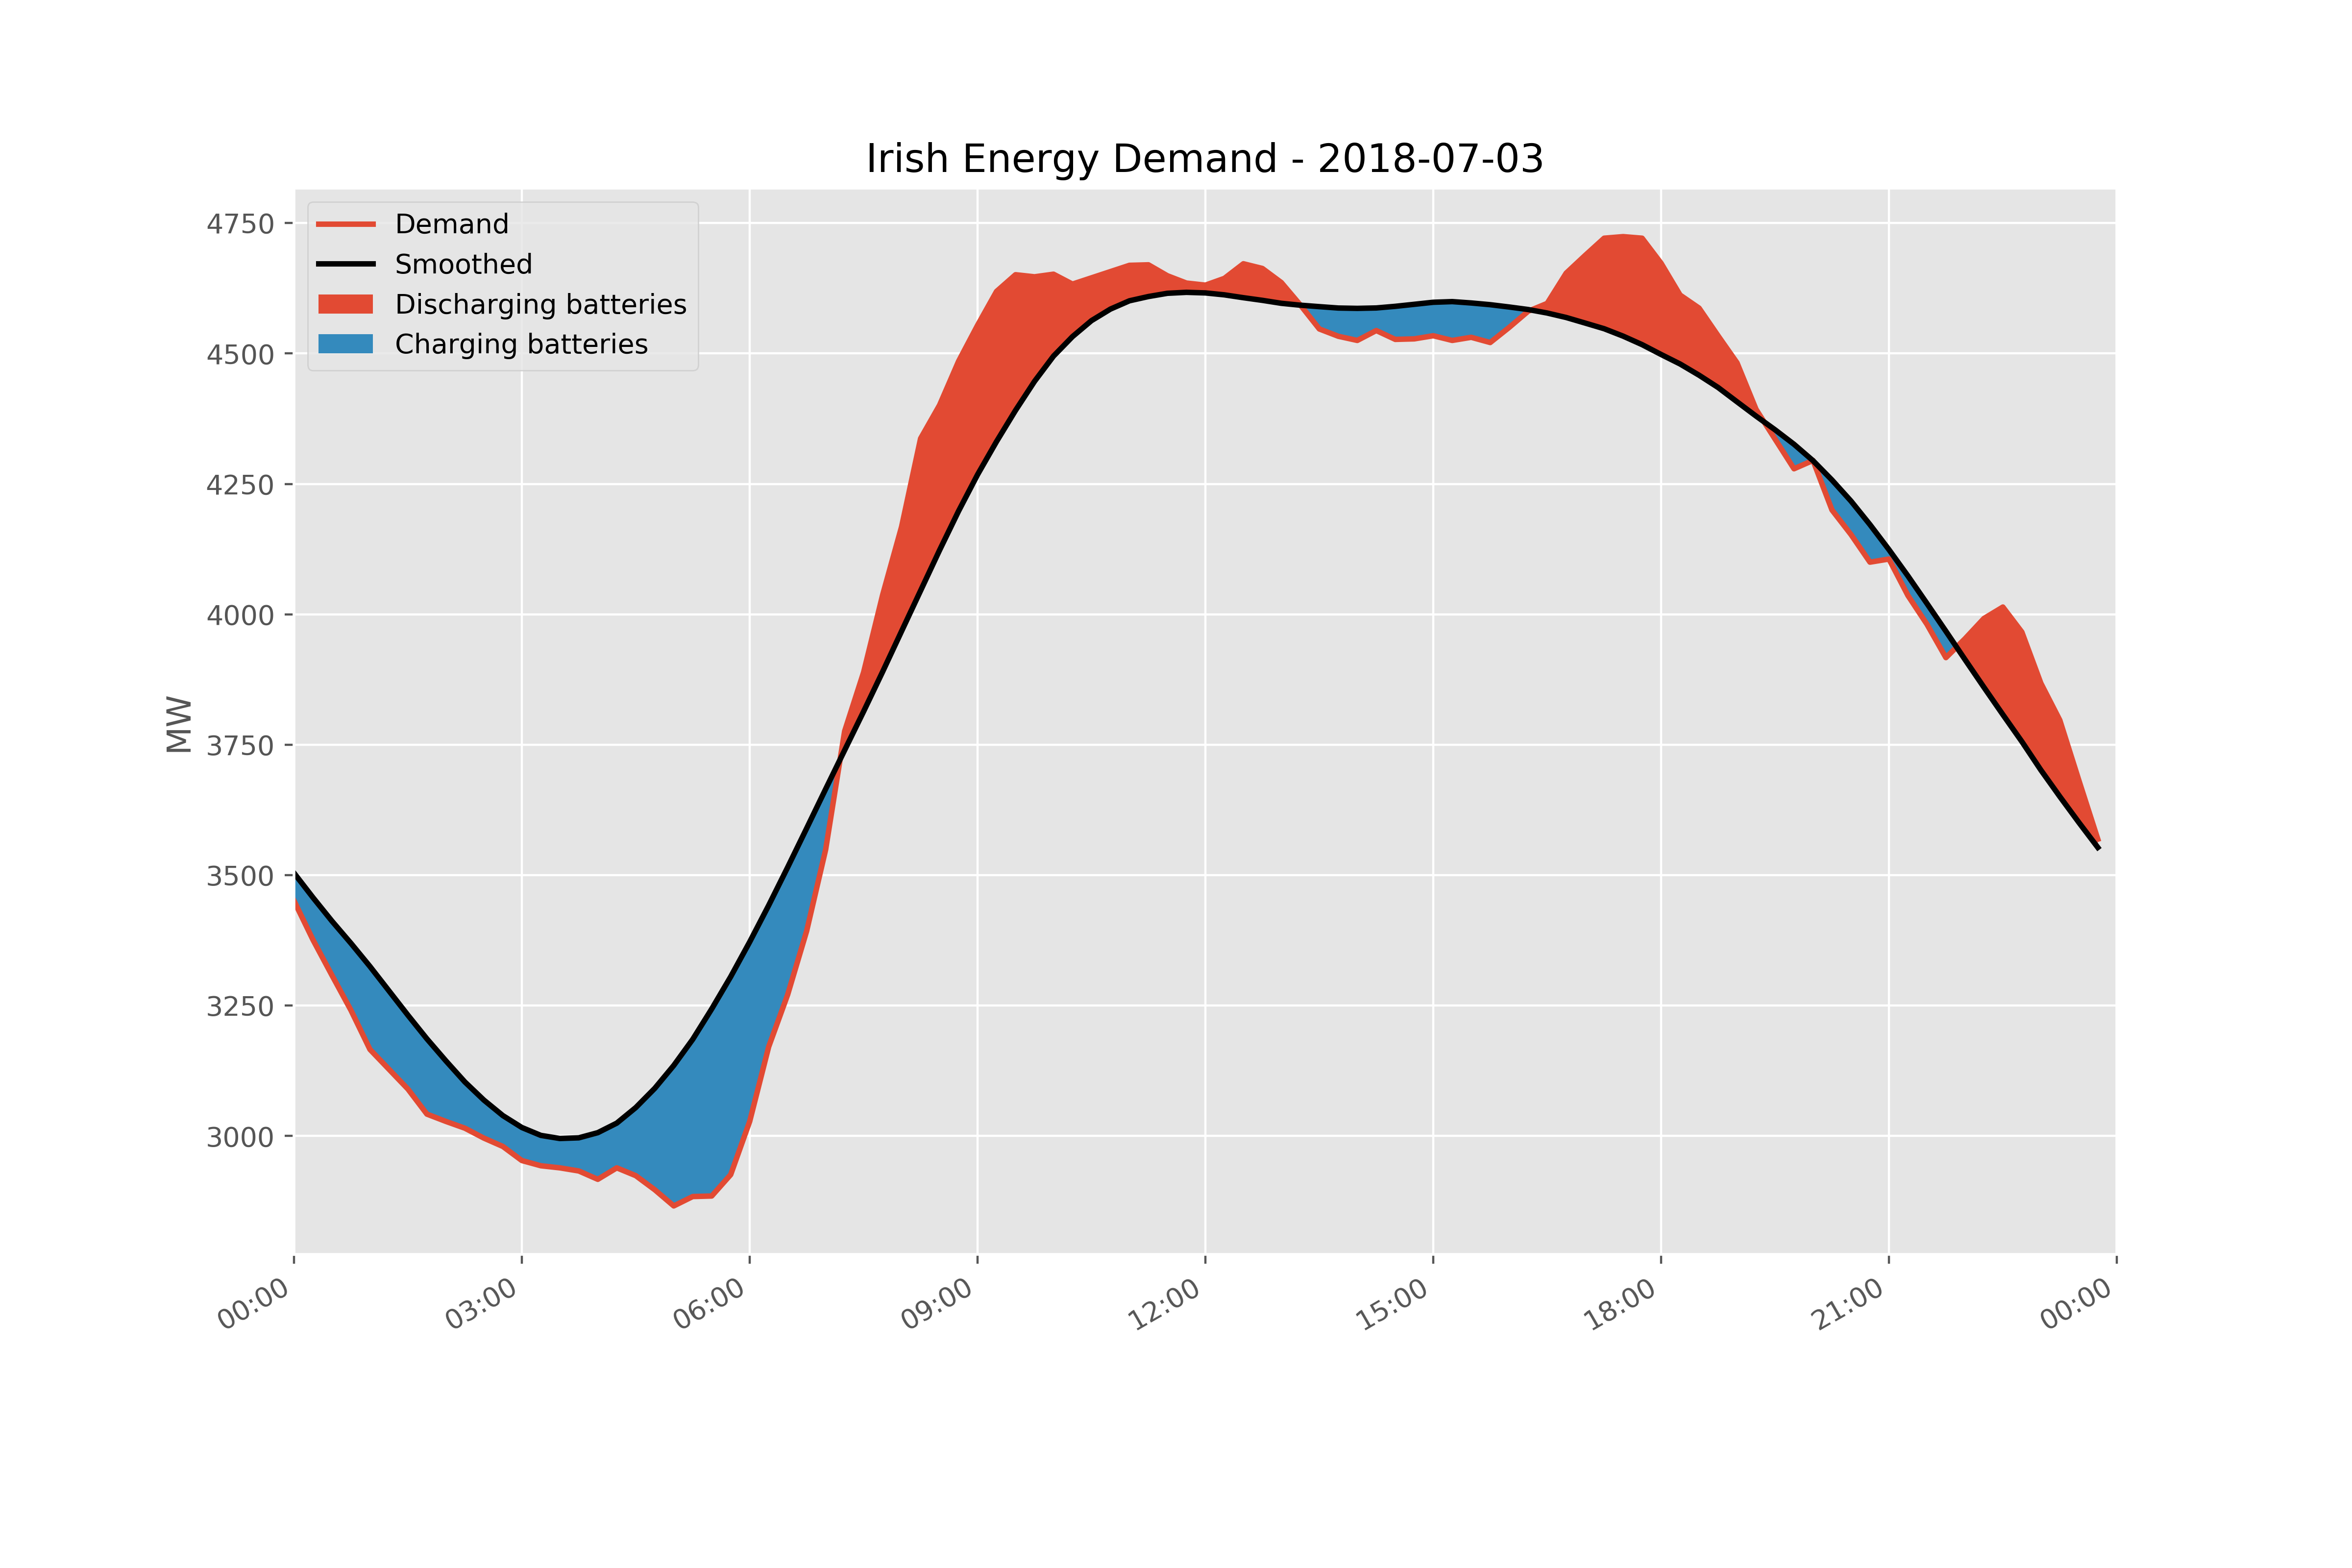 Irish Energy Demand - 2018-07-03
Demand
Smoothed
Discharging batteries
Charging batteries
MW
4750
4500
4250
4000
3750
3500
3250
3000
00:00
03:00
06:00
09:00
12:00
15:00
18:00
21:00
00:00